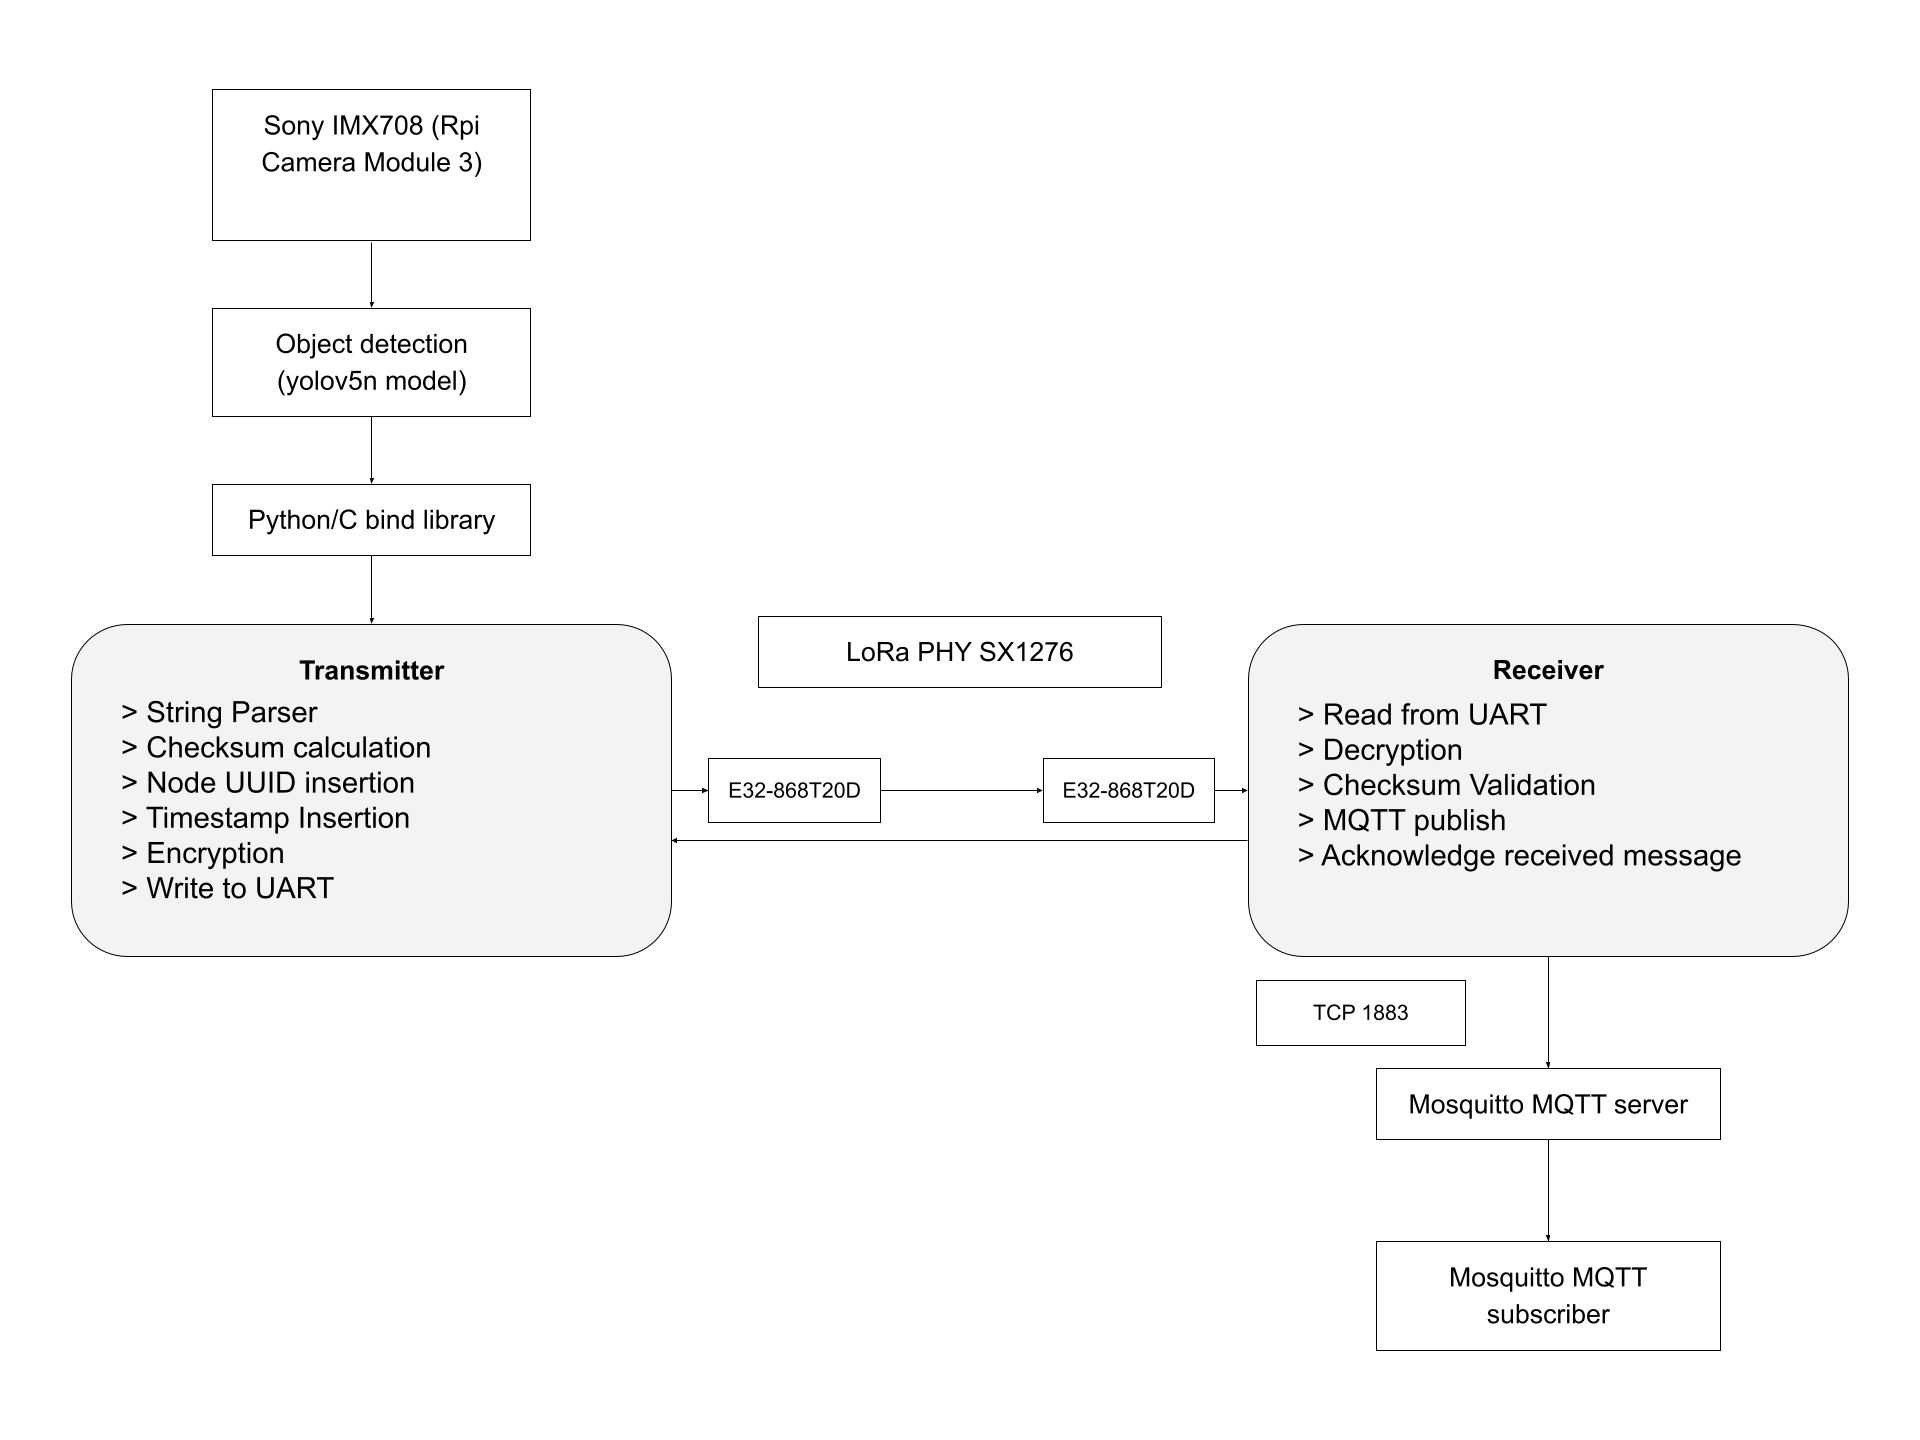 Sony IMX708 (Rpi
Camera Module 3)
Object detection
(yolov5n model)
Python/C bind library
Transmitter
> String Parser
> Checksum calculation
> Node UUID insertion
> Timestamp Insertion
> Encryption
> Write to UART
LoRa PHY SX1276
E32-868T20D
E32-868T20D
Receiver
> Read from UART
> Decryption
> Checksum Validation
> MQTT publish
> Acknowledge received message
TCP 1883
Mosquitto MQTT server
Mosquitto MQTT
subscriber